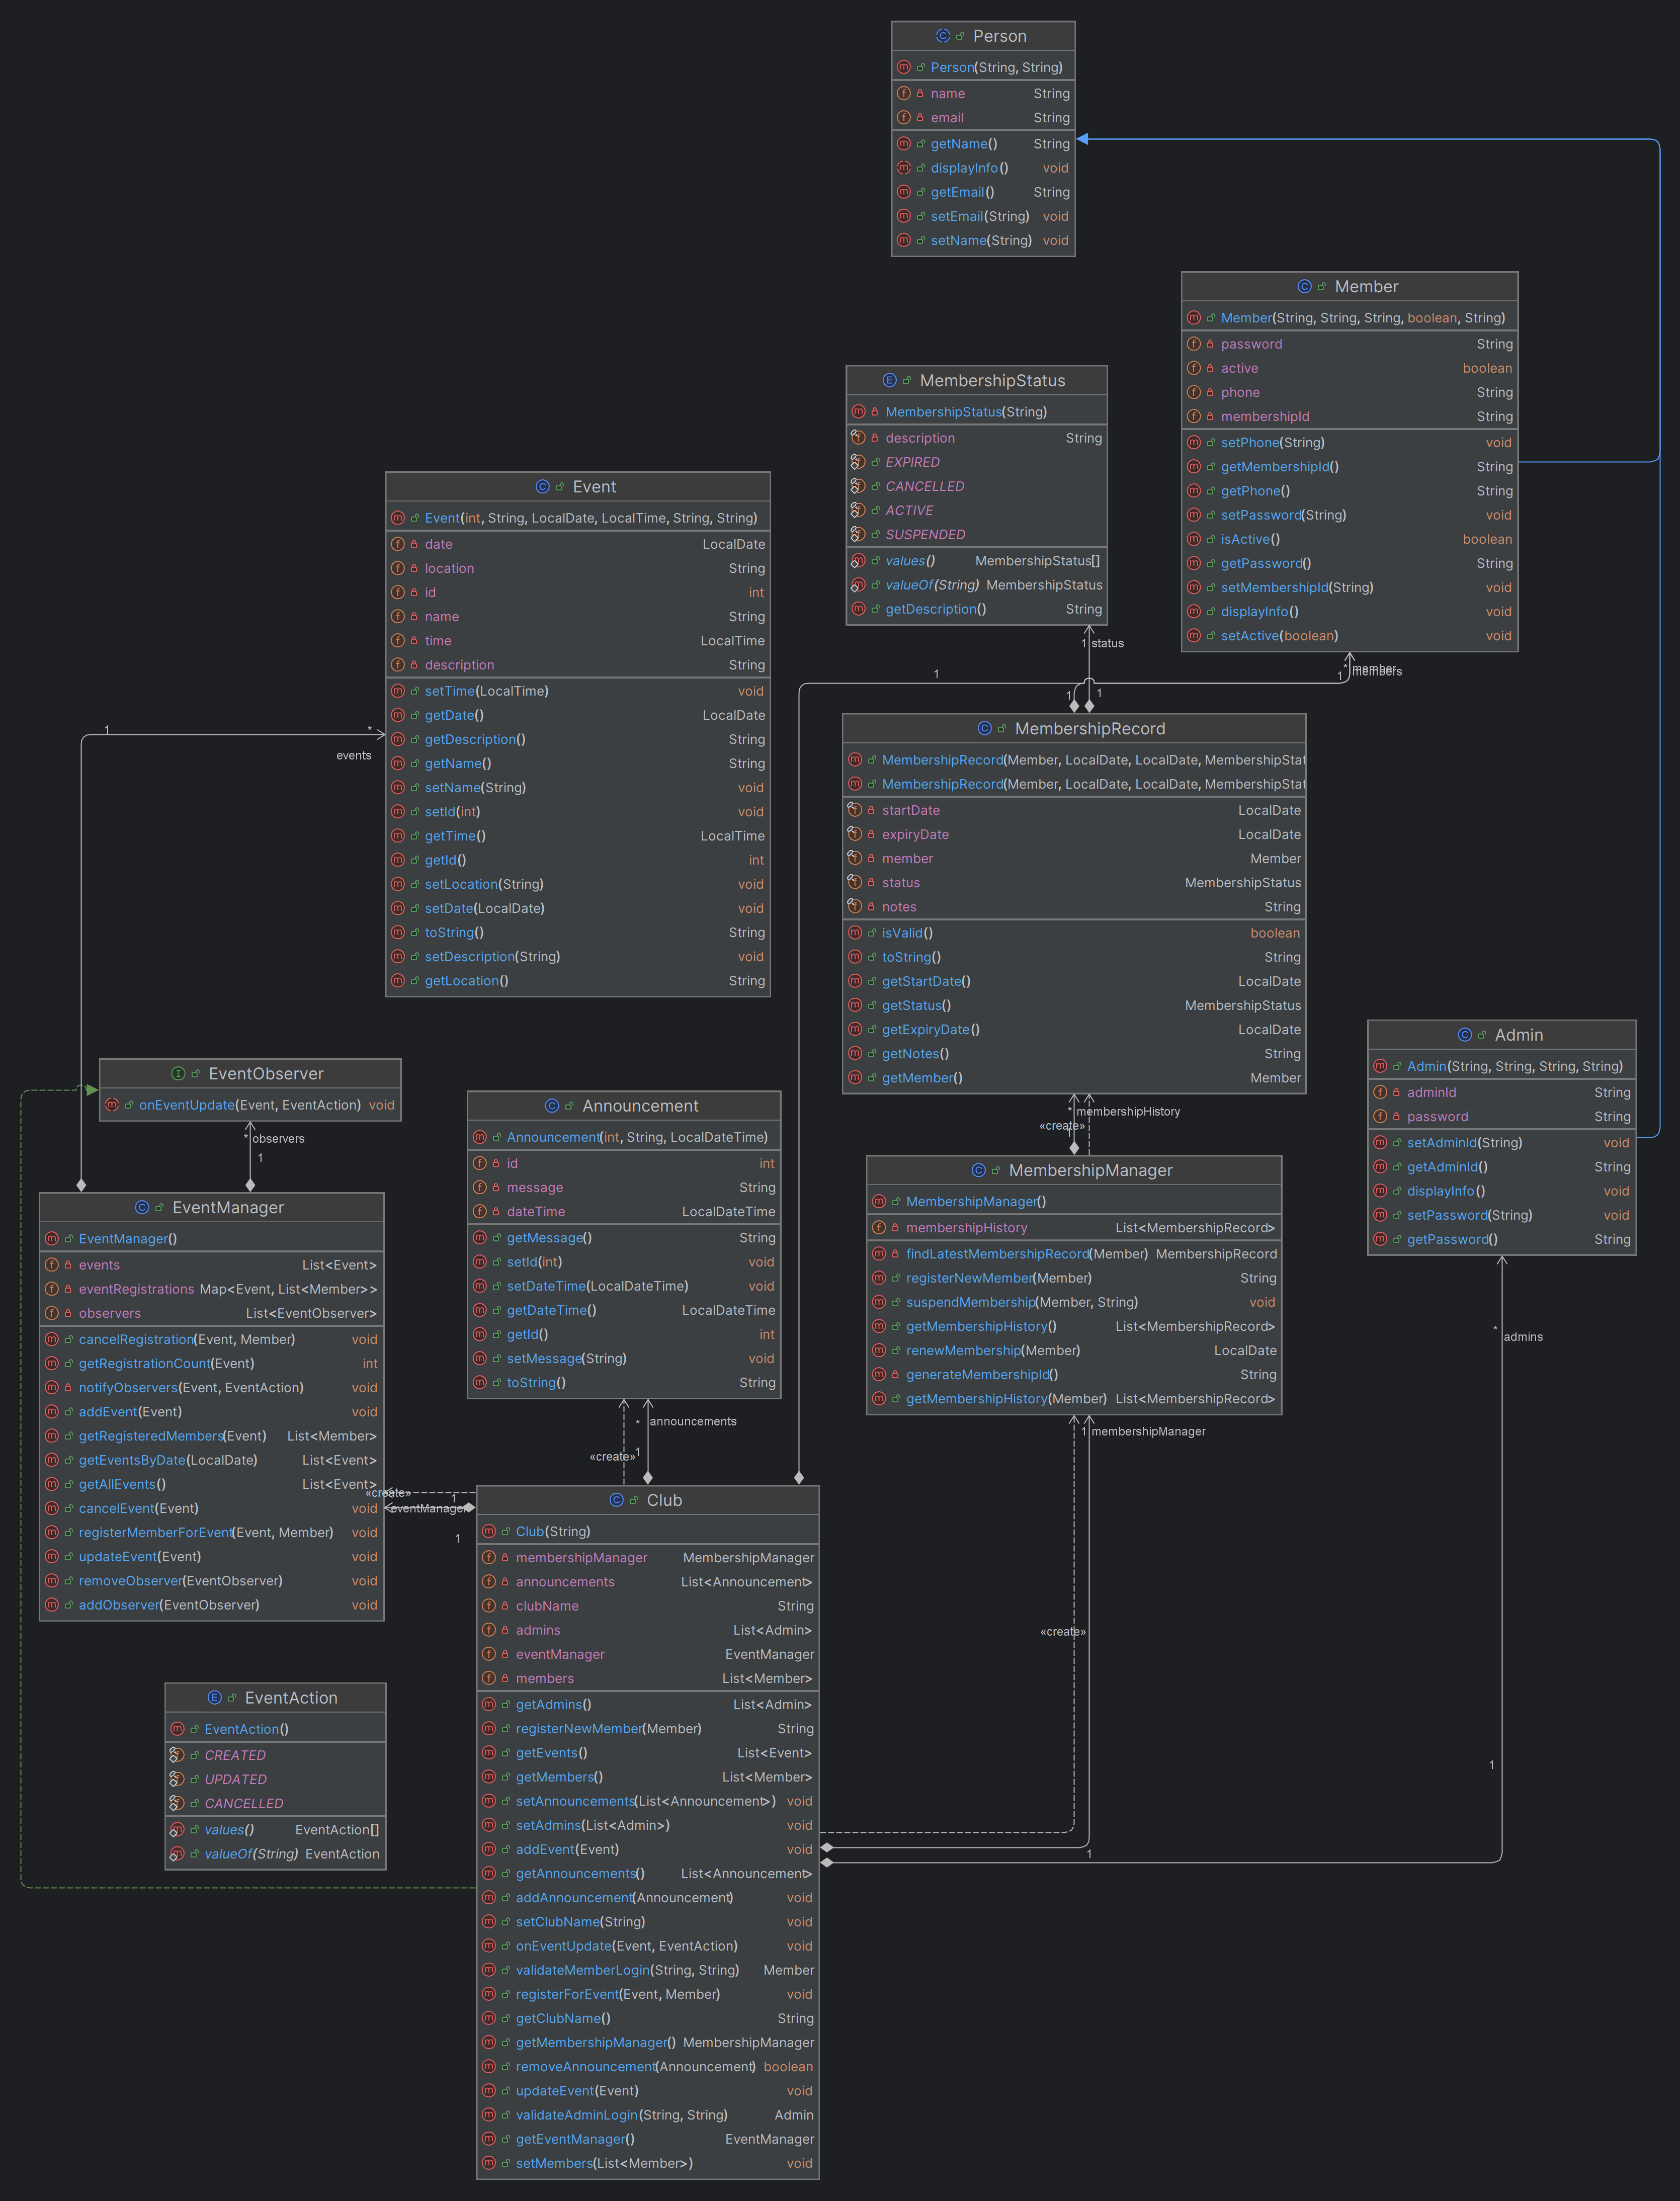 Person
Person(String, String)
name String
email String
getName() String
displayInfo() void
getEmail() String
setEmail(String) void
setName(String) void
Member
Member(String, String, String, boolean, String)
password String
active boolean
phone String
membershipId String
setPhone(String) void
getMembershipId() String
getPhone() String
setPassword(String) void
isActive() boolean
getPassword() String
setMembershipId(String) void
displayInfo() void
setActive(boolean) void
MembershipStatus
MembershipStatus(String)
description String
EXPIRED
CANCELLED
ACTIVE
SUSPENDED
values() MembershipStatus[]
valueOf(String) MembershipStatus
getDescription() String
1 status
1
* member
1 members
1
1
Event
Event(int, String, LocalDate, LocalTime, String, String)
date LocalDate
location String
id int
name String
time LocalTime
description String
setTime(LocalTime) void
getDate() LocalDate
getDescription() String
getName() String
setName(String) void
setId(int) void
getTime() LocalTime
getId() int
setLocation(String) void
setDate(LocalDate) void
toString() String
setDescription(String) void
getLocation() String
1
*
events
MembershipRecord
MembershipRecord(Member, LocalDate, LocalDate, MembershipStat
MembershipRecord(Member, LocalDate, LocalDate, MembershipStat
startDate LocalDate
expiryDate LocalDate
member Member
status MembershipStatus
notes String
isValid() boolean
toString() String
getStartDate() LocalDate
getStatus() MembershipStatus
getExpiryDate() LocalDate
getNotes() String
getMember() Member
* membershipHistory
«create»
1
Admin
Admin(String, String, String, String)
adminId String
password String
setAdminId(String) void
getAdminId() String
displayInfo() void
setPassword(String) void
getPassword() String
* admins
1
EventObserver
onEventUpdate(Event, EventAction) void
* observers
1
Announcement
Announcement(int, String, LocalDateTime)
id int
message String
dateTime LocalDateTime
getMessage() String
setId(int) void
setDateTime(LocalDateTime) void
getDateTime() LocalDateTime
getId() int
setMessage(String) void
toString() String
* announcements
«create»
1
MembershipManager
MembershipManager()
membershipHistory List<MembershipRecord>
findLatestMembershipRecord(Member) MembershipRecord
registerNewMember(Member) String
suspendMembership(Member, String) void
getMembershipHistory() List<MembershipRecord>
renewMembership(Member) LocalDate
generateMembershipId() String
getMembershipHistory(Member) List<MembershipRecord>
1 membershipManager
«create»
1
EventManager
EventManager()
events List<Event>
eventRegistrations Map<Event, List<Member>>
observers List<EventObserver>
cancelRegistration(Event, Member) void
getRegistrationCount(Event) int
notifyObservers(Event, EventAction) void
addEvent(Event) void
getRegisteredMembers(Event) List<Member>
getEventsByDate(LocalDate) List<Event>
getAllEvents() List<Event>
cancelEvent(Event) void
registerMemberForEvent(Event, Member) void
updateEvent(Event) void
removeObserver(EventObserver) void
addObserver(EventObserver) void
«create»
1
eventManager
1
Club
Club(String)
membershipManager MembershipManager
announcements List<Announcement>
clubName String
admins List<Admin>
eventManager EventManager
members List<Member>
getAdmins() List<Admin>
registerNewMember(Member) String
getEvents() List<Event>
getMembers() List<Member>
setAnnouncements(List<Announcement>) void
setAdmins(List<Admin>) void
addEvent(Event) void
getAnnouncements() List<Announcement>
addAnnouncement(Announcement) void
setClubName(String) void
onEventUpdate(Event, EventAction) void
validateMemberLogin(String, String) Member
registerForEvent(Event, Member) void
getClubName() String
getMembershipManager() MembershipManager
removeAnnouncement(Announcement) boolean
updateEvent(Event) void
validateAdminLogin(String, String) Admin
getEventManager() EventManager
setMembers(List<Member>) void
EventAction
EventAction()
CREATED
UPDATED
CANCELLED
values() EventAction[]
valueOf(String) EventAction